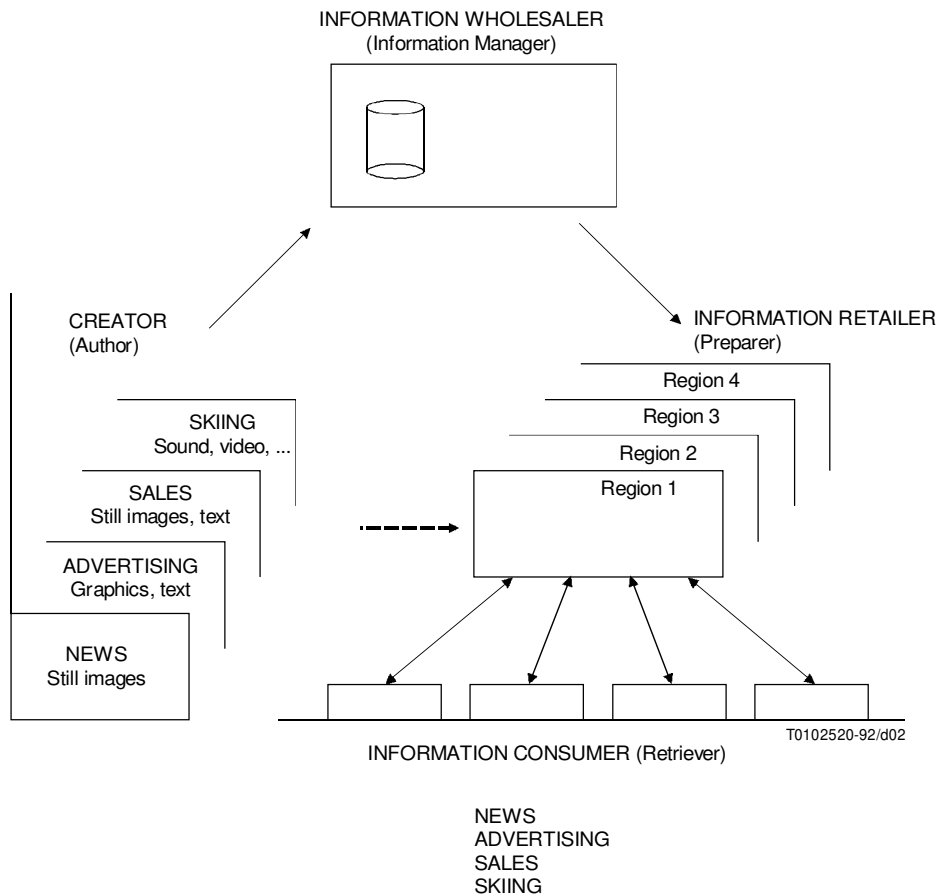 INFORMATION WHOLESALER
(Information Manager)
CREATOR
(Author)
INFORMATION RETAILER
(Preparer)
Region 4
Region 3
Region 2
Region 1
SKIING
Sound, video, ...
SALES
Still images, text
ADVERTISING
Graphics, text
NEWS
Still images
T0102520-92/d02
INFORMATION CONSUMER (Retriever)
NEWS
ADVERTISING
SALES
SKIING